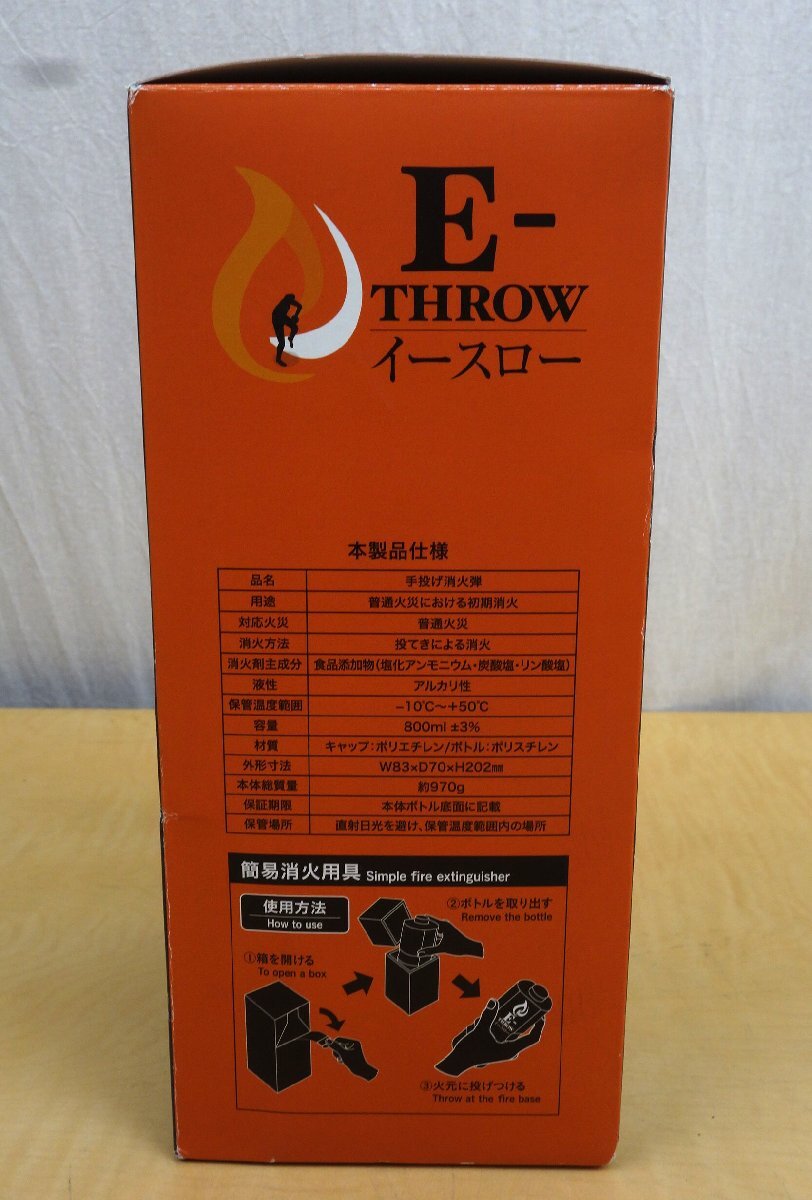 E-
THROW
イースロー
本製品仕様
品名 手投げ消火弾
用途 普通火災における初期消火
対応火災 普通火災
消火方法 投てきによる消火
消火剤主成分 食品添加物(塩化アンモニウム・炭酸塩・リン酸塩)
液性 アルカリ性
保管温度範囲 −10℃〜+50℃
容量 800ml ±3%
材質 キャップ:ポリエチレン/ボトル:ポリスチレン
外形寸法 W83×D70×H202㎜
本体総質量 約970g
保証期限 本体ボトル底面に記載
保管場所 直射日光を避け、保管温度範囲内の場所
簡易消火用具 Simple fire extinguisher
使用方法
How to use
①箱を開ける
To open a box
②ボトルを取り出す
Remove the bottle
E-
THROW
③火元に投げつける
Throw at the fire base